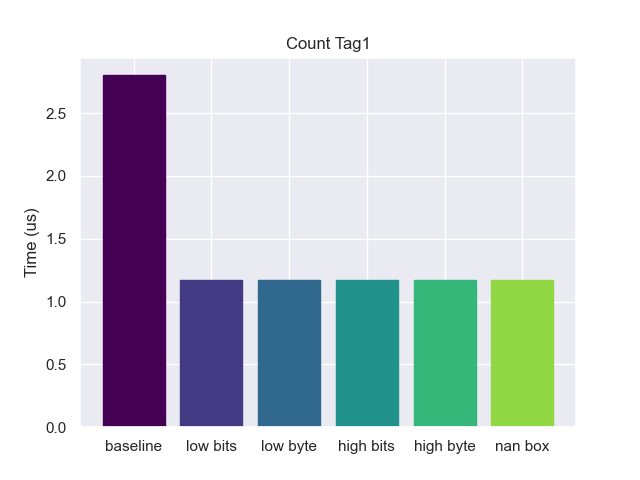 Count Tag1
Time (us)
2.5
2.0
1.5
1.0
0.5
0.0
baseline low bits low byte high bits high byte nan box